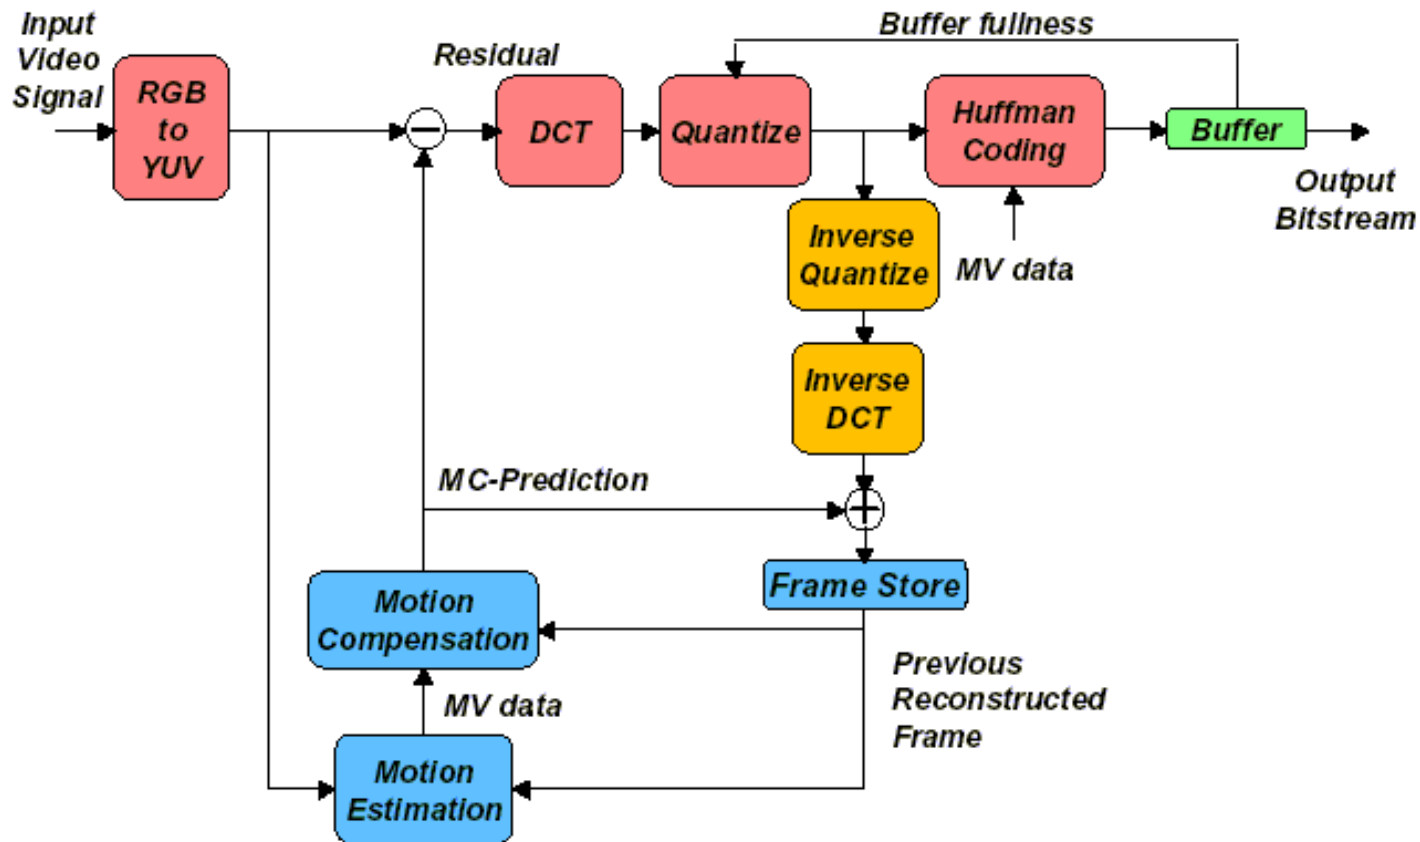 Input
Video
Signal
RGB
to
YUV
Residual
DCT
Quantize
Buffer fullness
Huffman
Coding
Buffer
Output
Bitstream
Inverse
Quantize
MV data
Inverse
DCT
MC-Prediction
Frame Store
Motion
Compensation
Previous
Reconstructed
Frame
MV data
Motion
Estimation